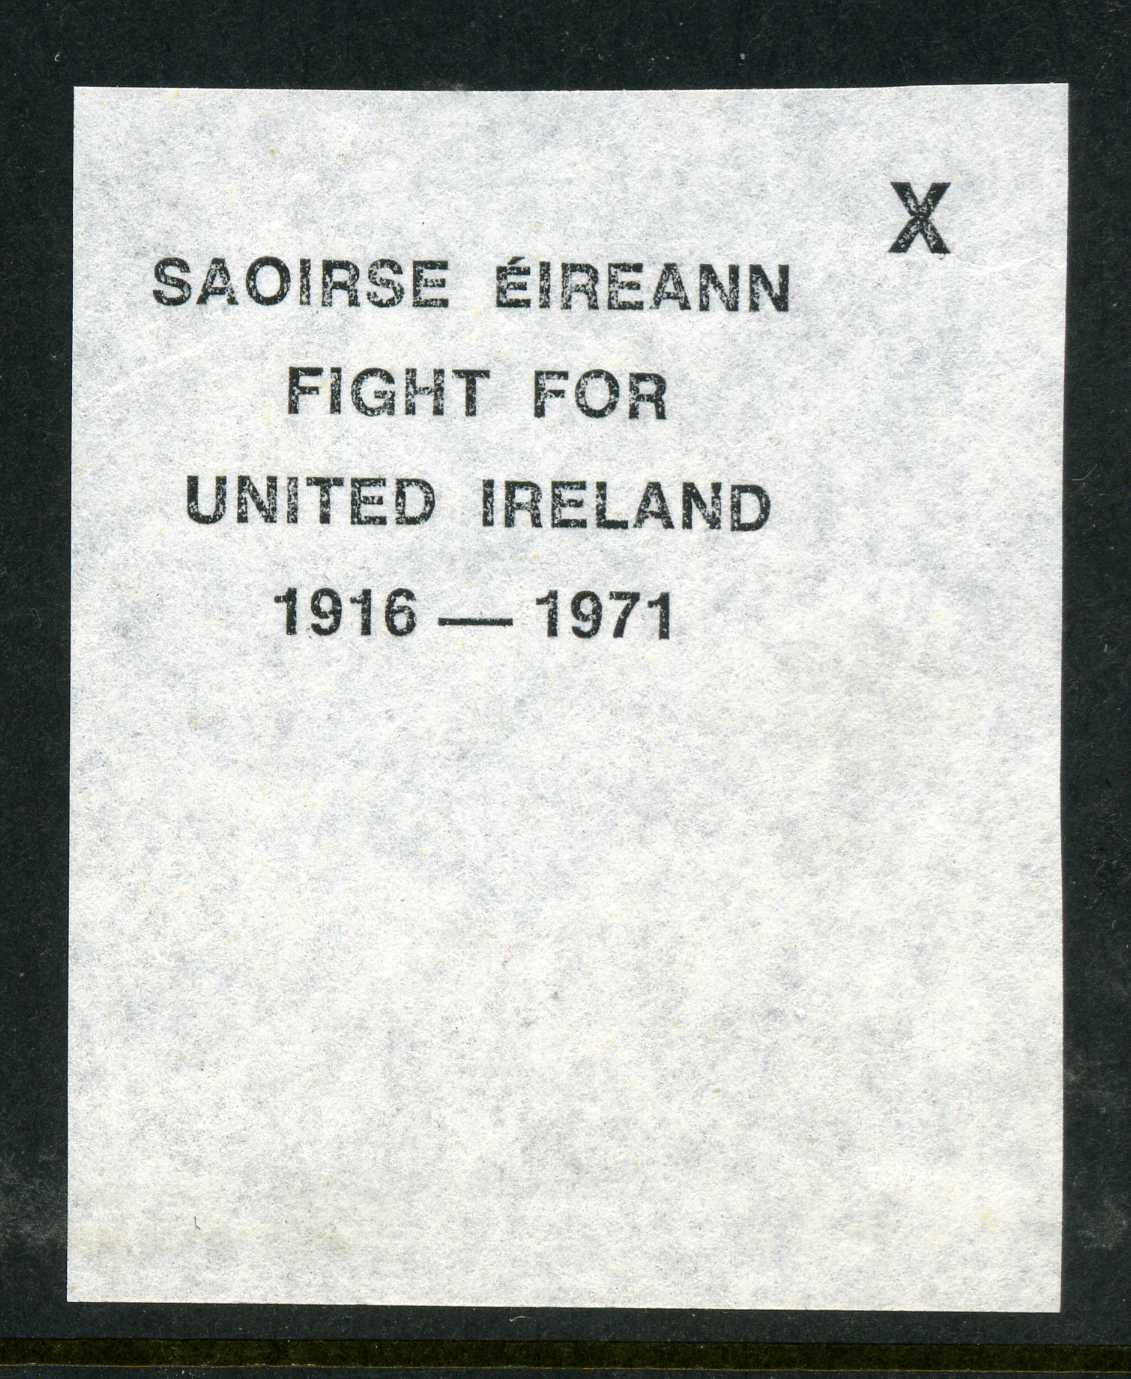 X
SAOIRSE ÉIREANN
FIGHT FOR
UNITED IRELAND
1916 — 1971